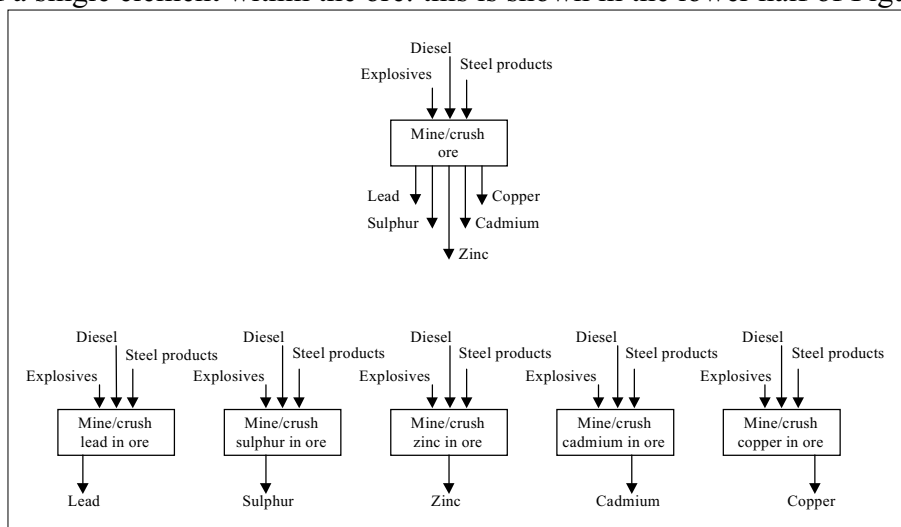 a single element within the ore: this is shown in the lower half of Figu
Diesel
Explosives
Steel products
Mine/crush
ore
Lead
Copper
Sulphur
Cadmium
Zinc
Diesel
Explosives
Steel products
Mine/crush
lead in ore
Lead
Diesel
Explosives
Steel products
Mine/crush
sulphur in ore
Sulphur
Diesel
Explosives
Steel products
Mine/crush
zinc in ore
Zinc
Diesel
Explosives
Steel products
Mine/crush
cadmium in ore
Cadmium
Diesel
Explosives
Steel products
Mine/crush
copper in ore
Copper